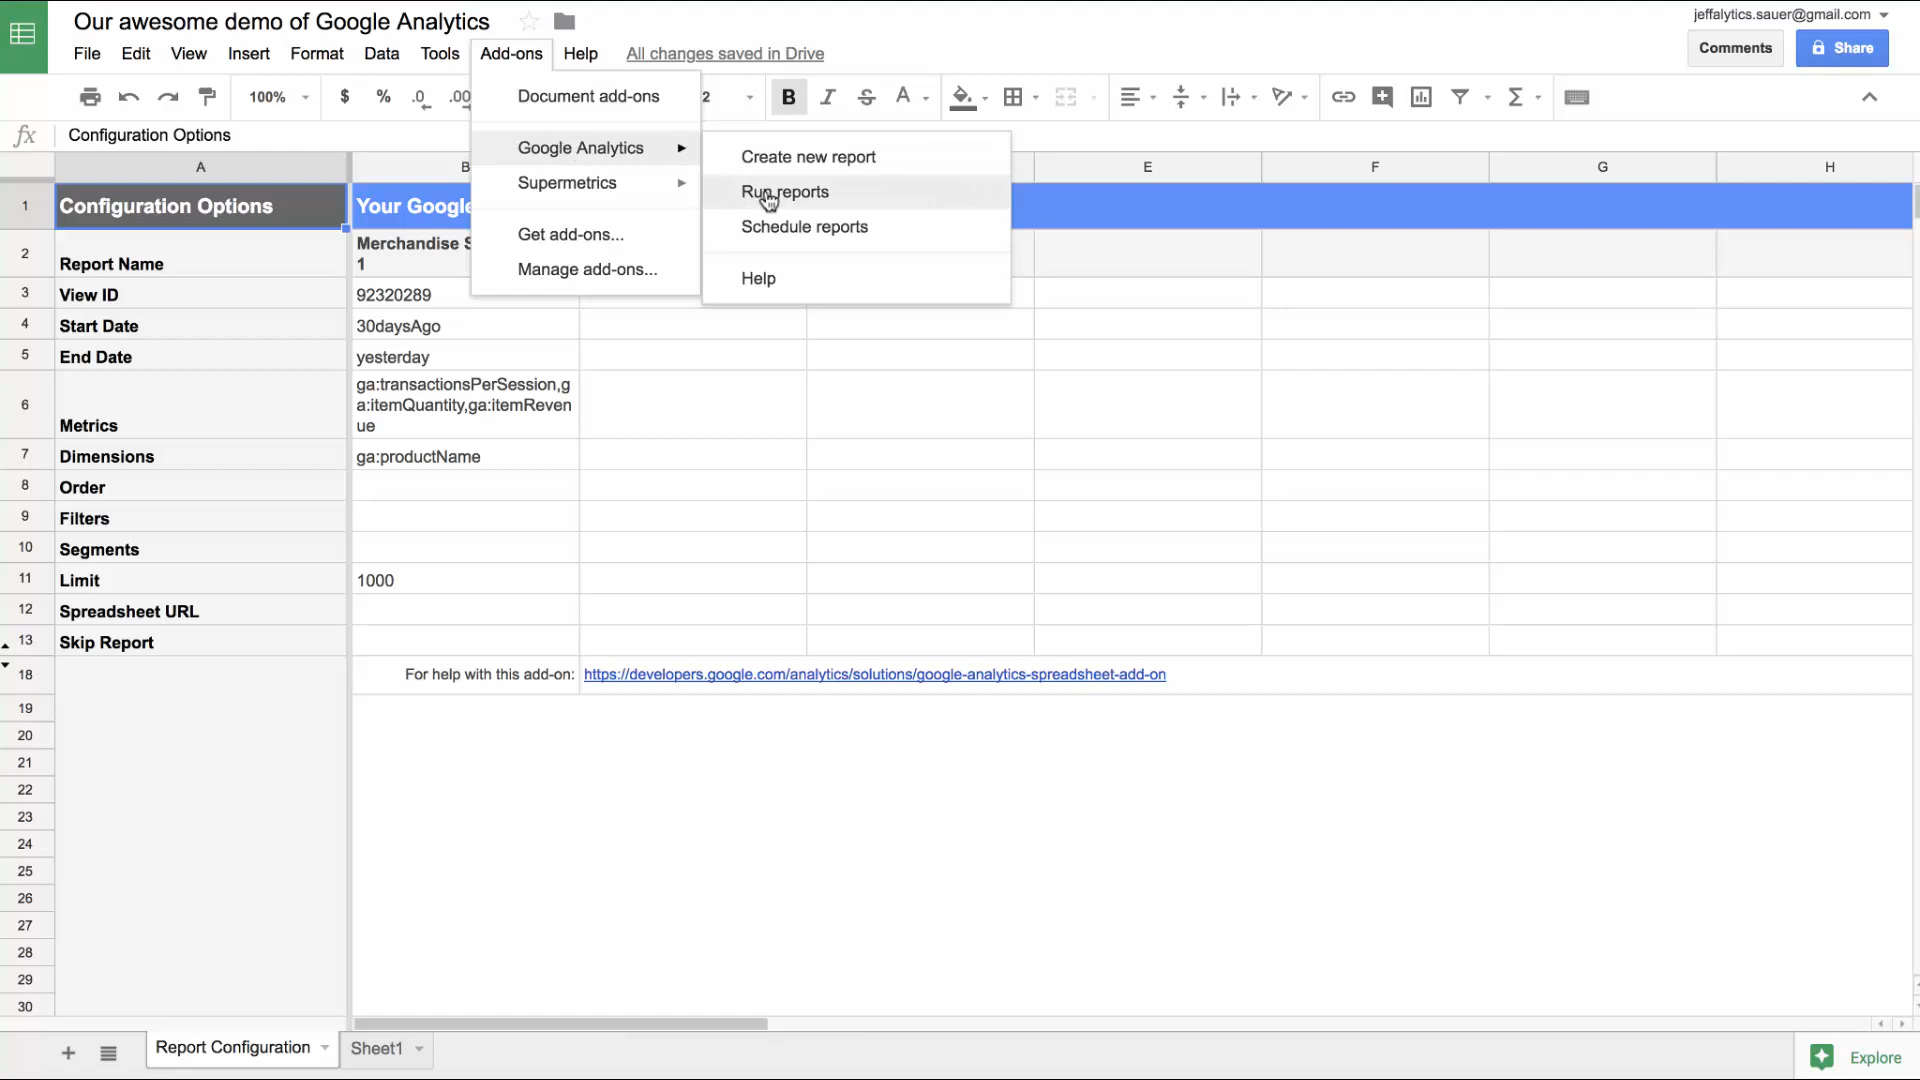 Our awesome demo of Google Analytics
jeffalytics.sauer@gmail.com
File Edit View Insert Format Data Tools Add-ons Help All changes saved in Drive
Comments
Share
100% $ % .0 .00 2 B I S A Σ
fx Configuration Options
Document add-ons
Google Analytics
Supermetrics
Get add-ons...
Manage add-ons...
Create new report
Run reports
Schedule reports
Help
A B E F G H
1 Configuration Options Your Google
2 Report Name Merchandise S
1
3 View ID 92320289
4 Start Date 30daysAgo
5 End Date yesterday
6 Metrics ga:transactionsPerSession,g
a:itemQuantity,ga:itemReven
ue
7 Dimensions ga:productName
8 Order
9 Filters
10 Segments
11 Limit 1000
12 Spreadsheet URL
13 Skip Report
18 For help with this add-on: https://developers.google.com/analytics/solutions/google-analytics-spreadsheet-add-on
19
20
21
22
23
24
25
26
27
28
29
30
Report Configuration Sheet1
Explore